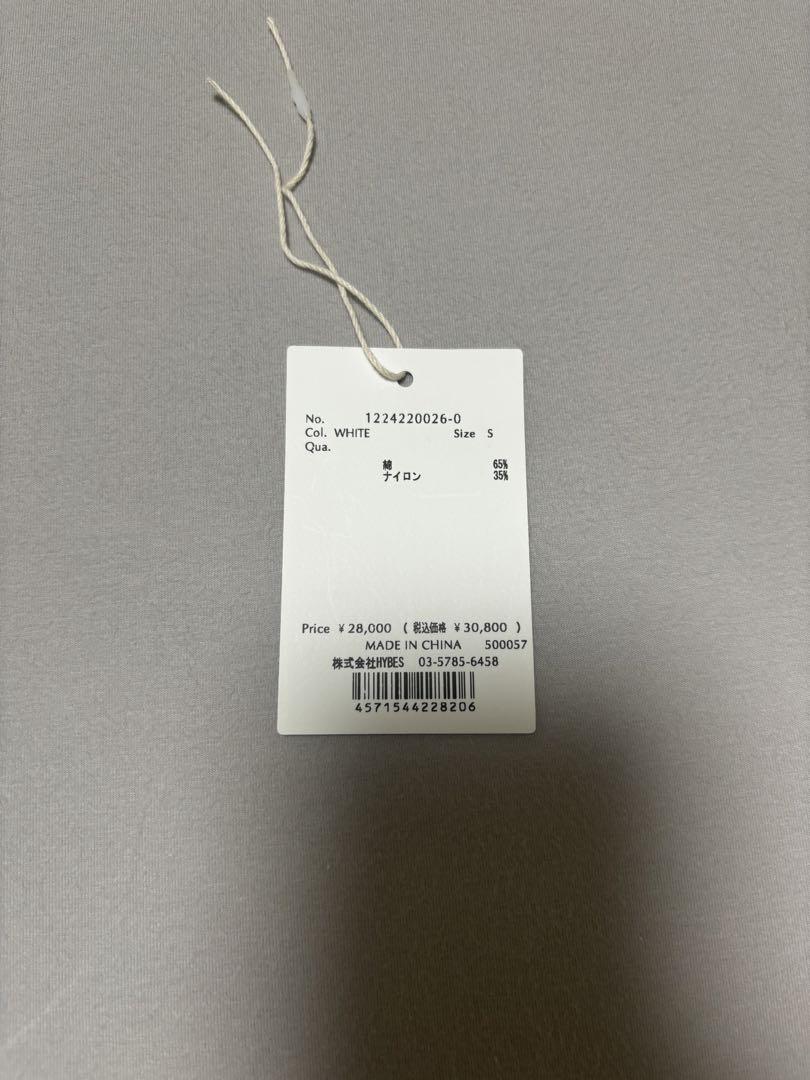 No. 1224220026-0
Col. WHITE Size S
Qua.
綿 65%
ナイロン 35%
Price ¥28,000 ( 税込価格 ¥30,800 )
MADE IN CHINA 500057
株式会社HYBES 03-5785-6458
4571544228206